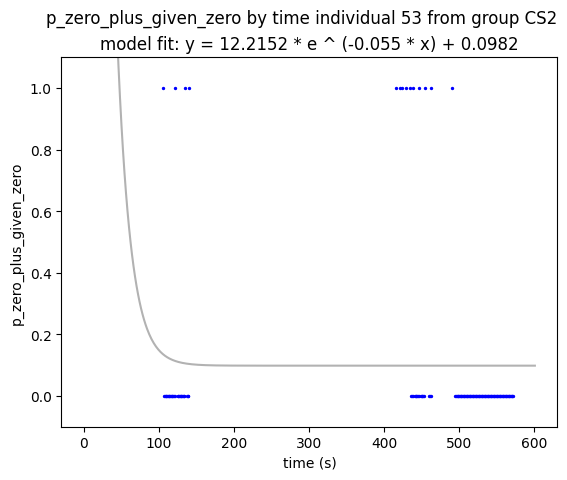 p_zero_plus_given_zero by time individual 53 from group CS2
model fit: y = 12.2152 * e ^ (-0.055 * x) + 0.0982
1.0
0.8
0.6
0.4
0.2
0.0
p_zero_plus_given_zero
0 100 200 300 400 500 600
time (s)